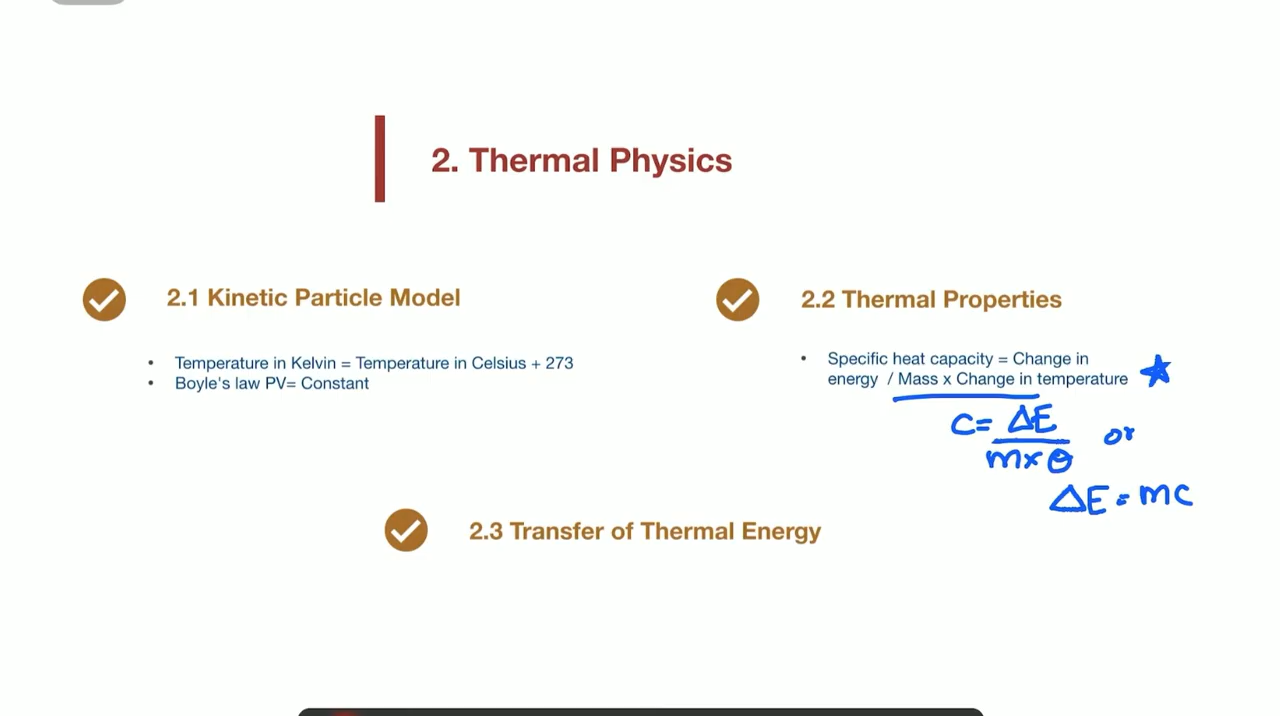 2. Thermal Physics
2.1 Kinetic Particle Model
• Temperature in Kelvin = Temperature in Celsius + 273
• Boyle's law PV= Constant
2.2 Thermal Properties
• Specific heat capacity = Change in
energy / Mass x Change in temperature
C = ΔE
m x θ
or
ΔE = mc
2.3 Transfer of Thermal Energy